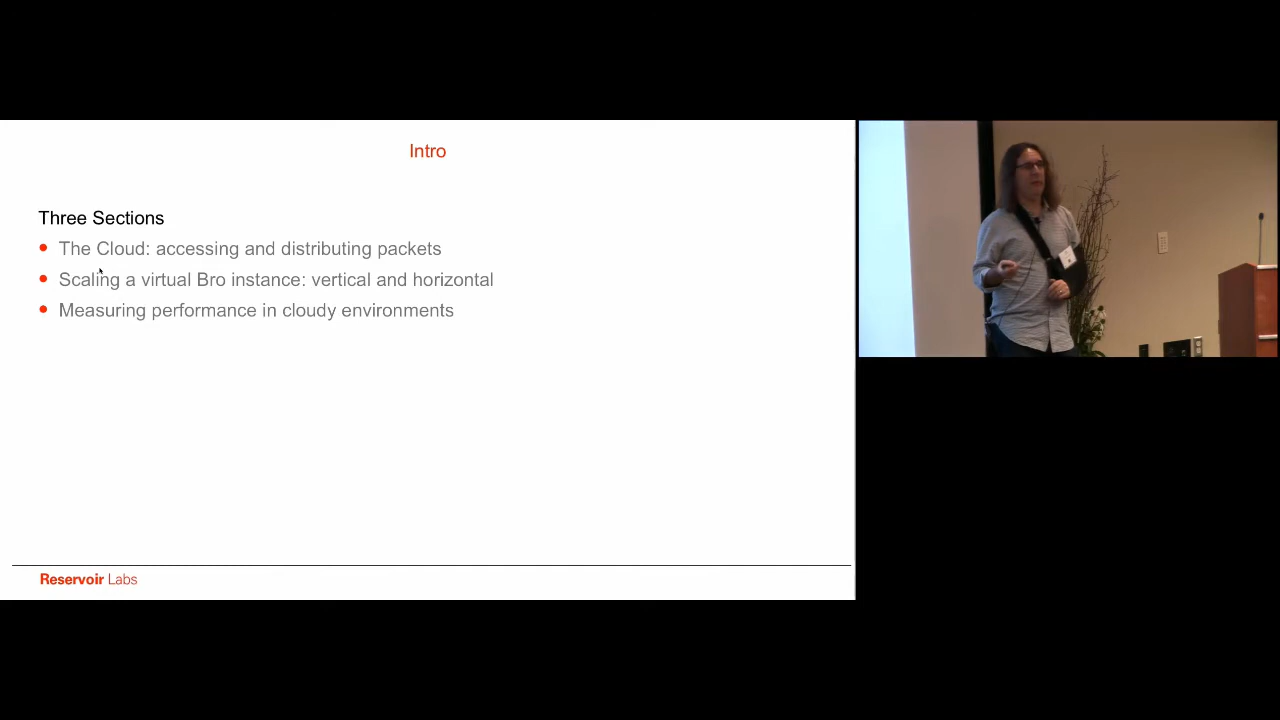 Intro
Three Sections
The Cloud: accessing and distributing packets
Scaling a virtual Bro instance: vertical and horizontal
Measuring performance in cloudy environments
Reservoir Labs